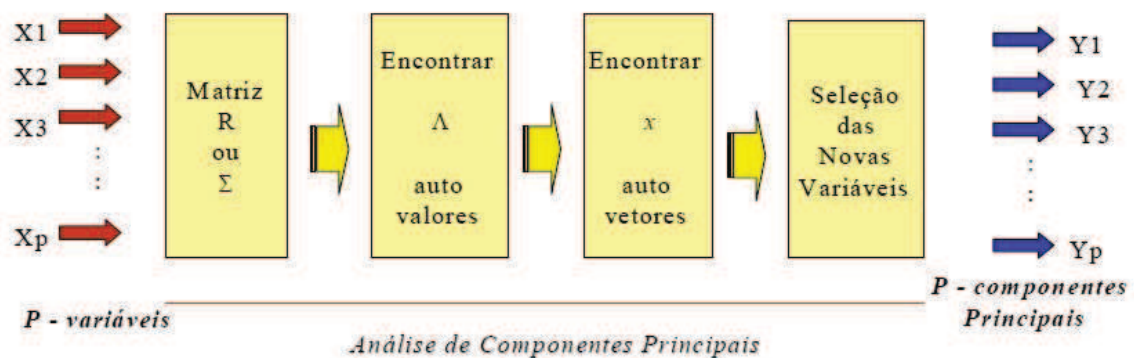 X1
X2
X3
:
:
Xp
P - variáveis
Matriz
R
ou
Σ
Encontrar
Λ
auto
valores
Encontrar
x
auto
vetores
Seleção
das
Novas
Variáveis
Y1
Y2
Y3
:
:
Yp
P - componentes
Principais
Análise de Componentes Principais